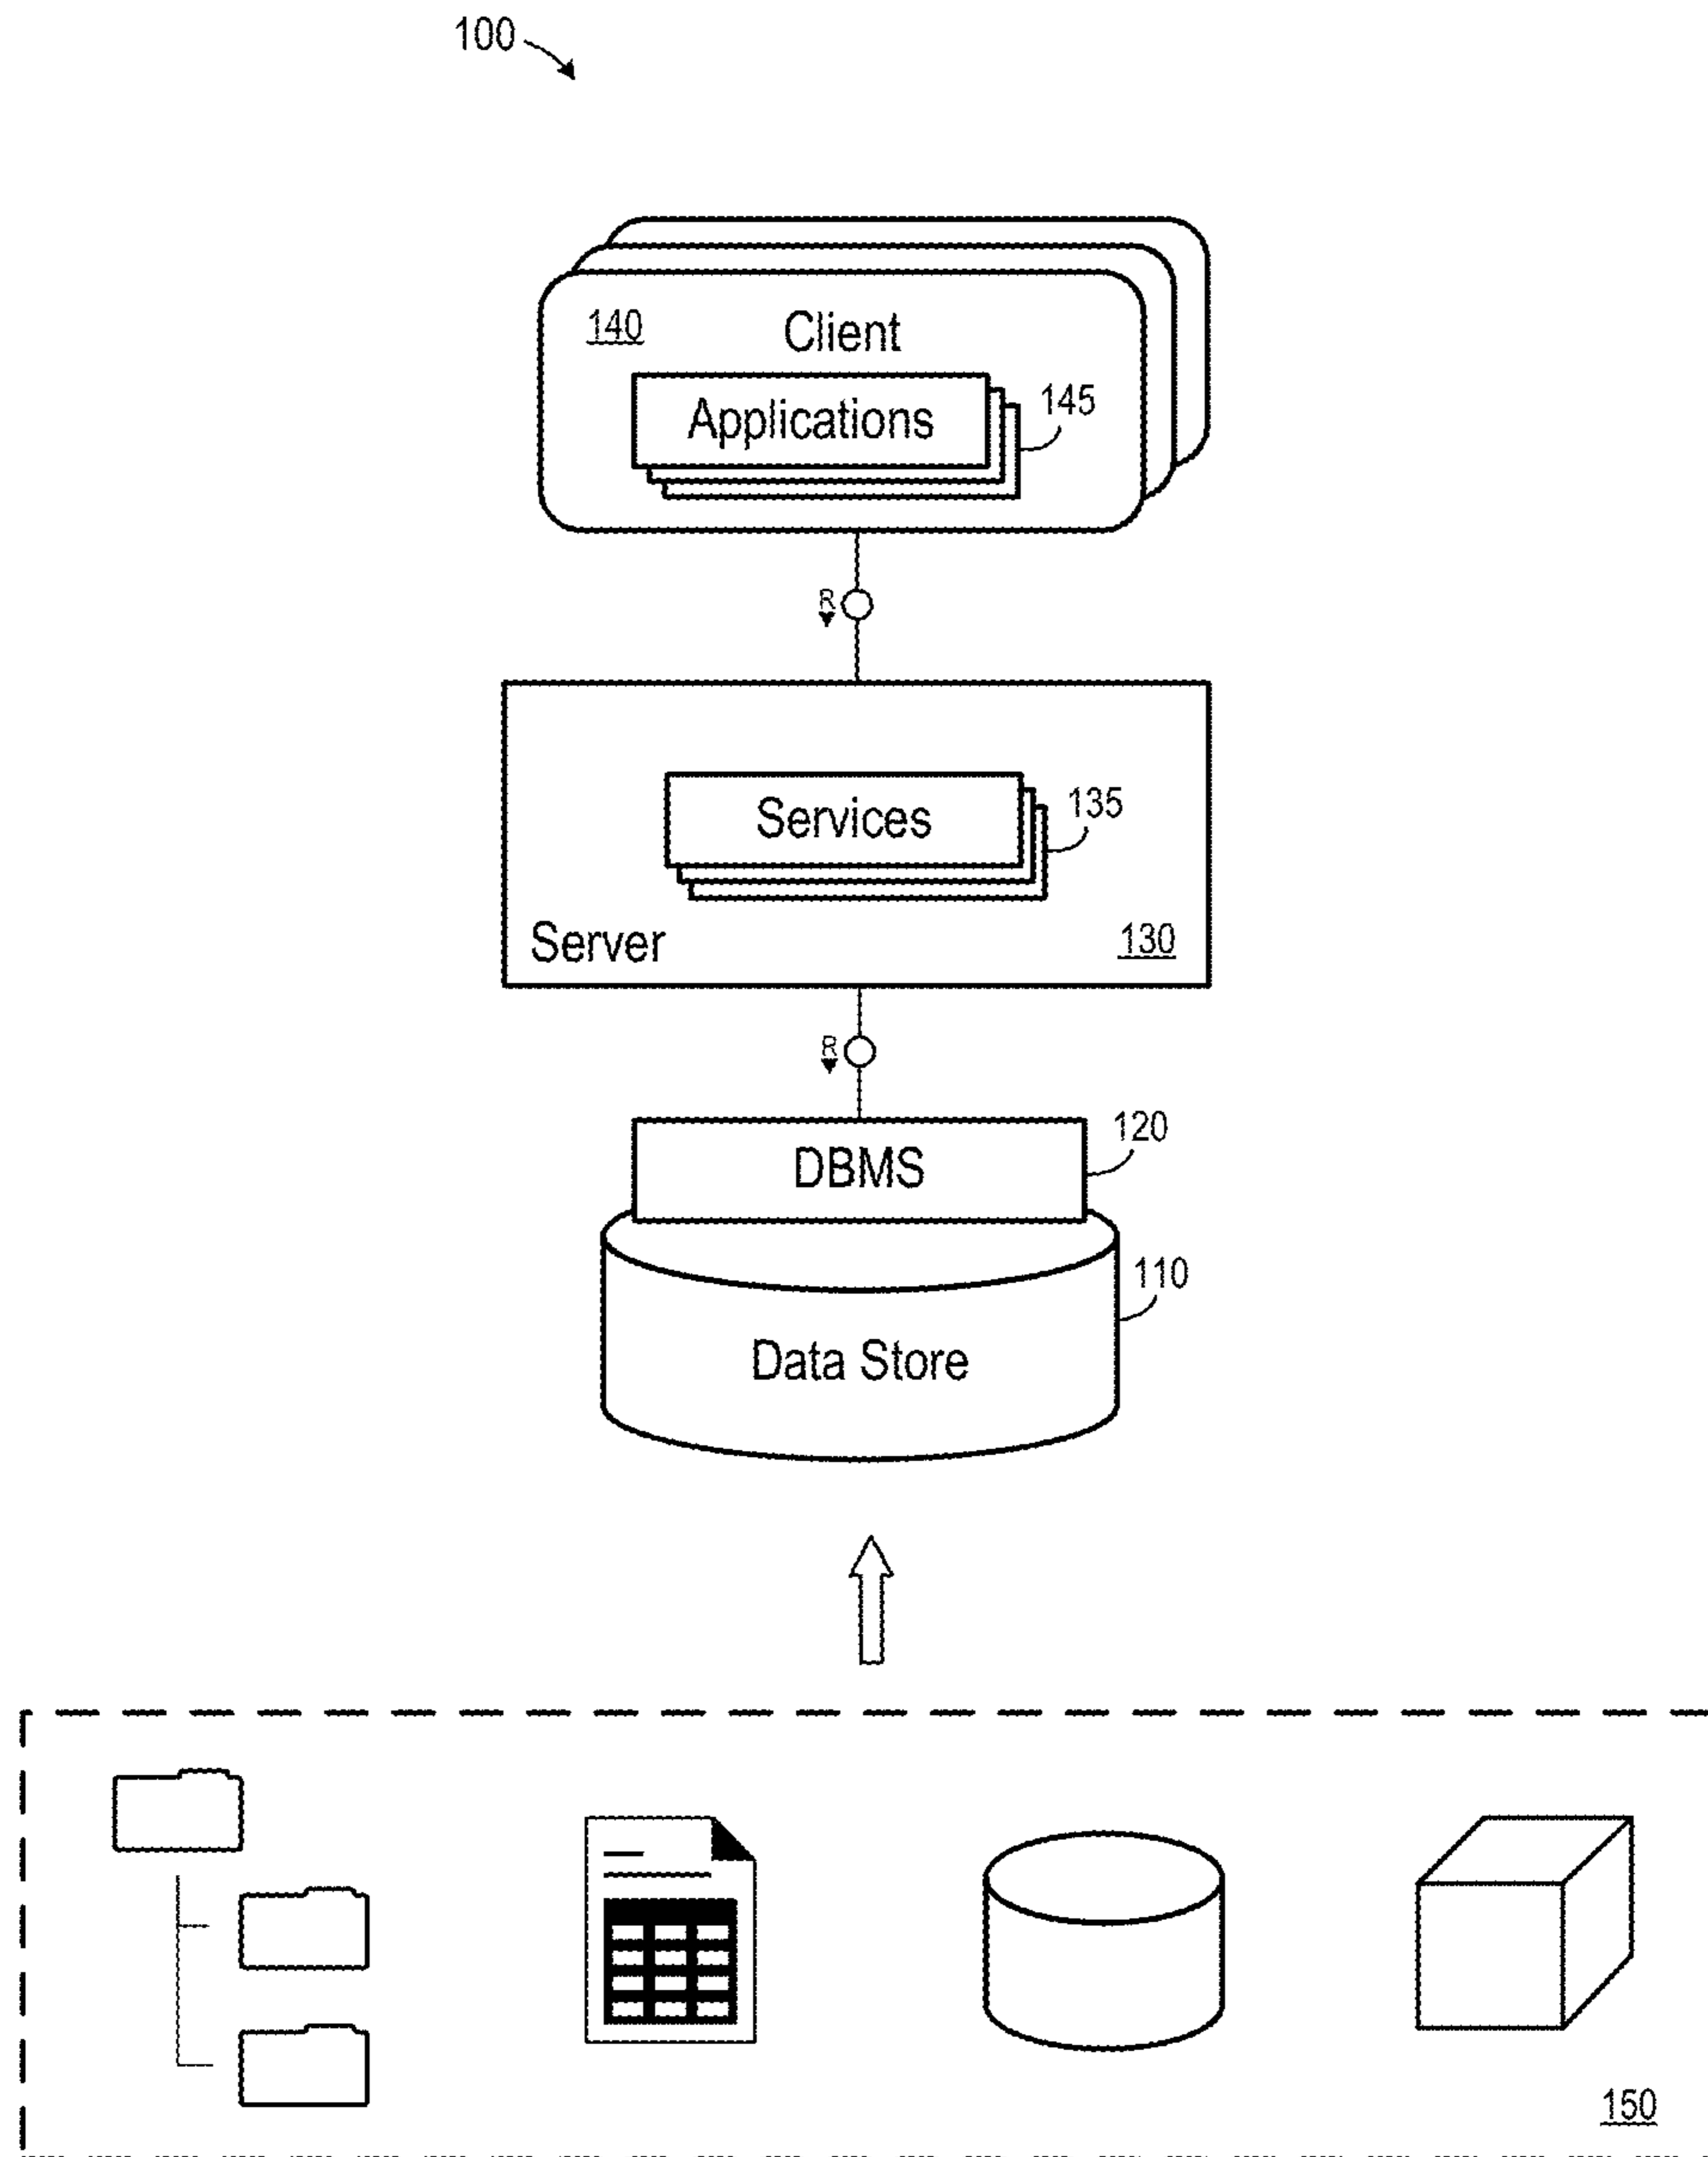 100
140
Client
Applications
145
R
Services
135
Server
130
R
DBMS
120
110
Data Store
150